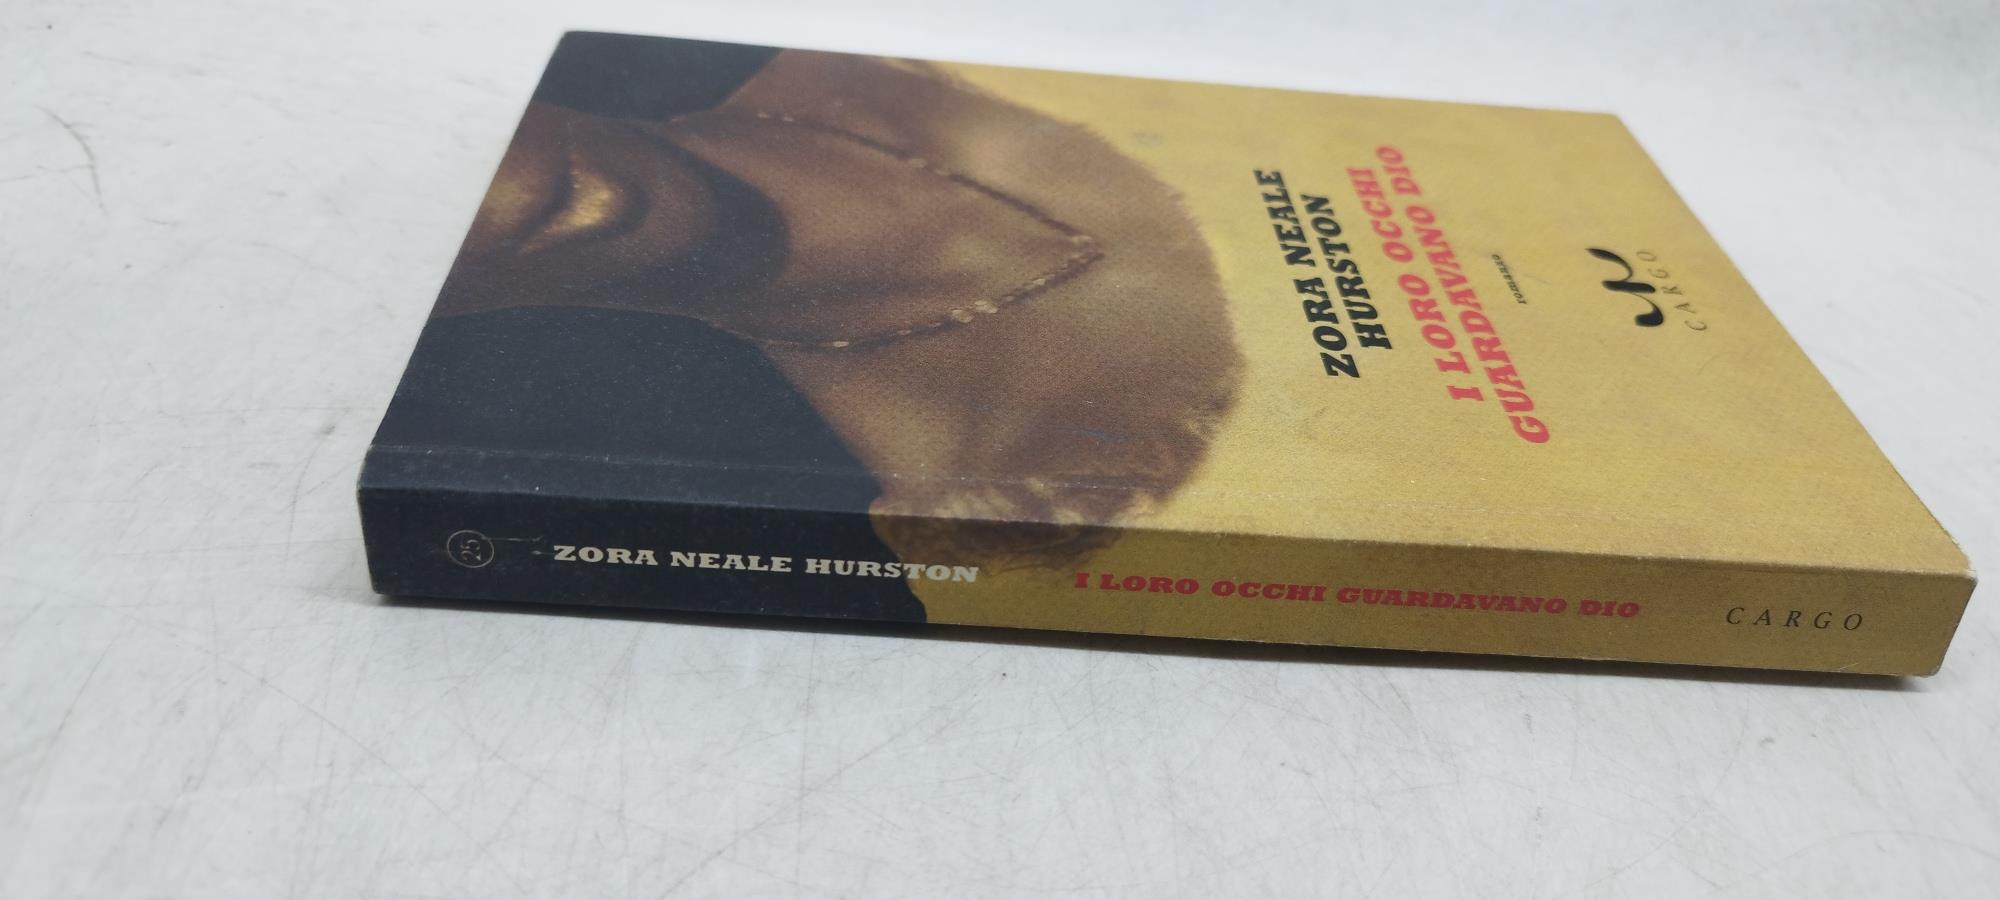 ZORA NEALE
HURSTON
I LORO OCCHI
GUARDAVANO DIO
romanzo
CARGO
25
ZORA NEALE HURSTON
I LORO OCCHI GUARDAVANO DIO
CARGO